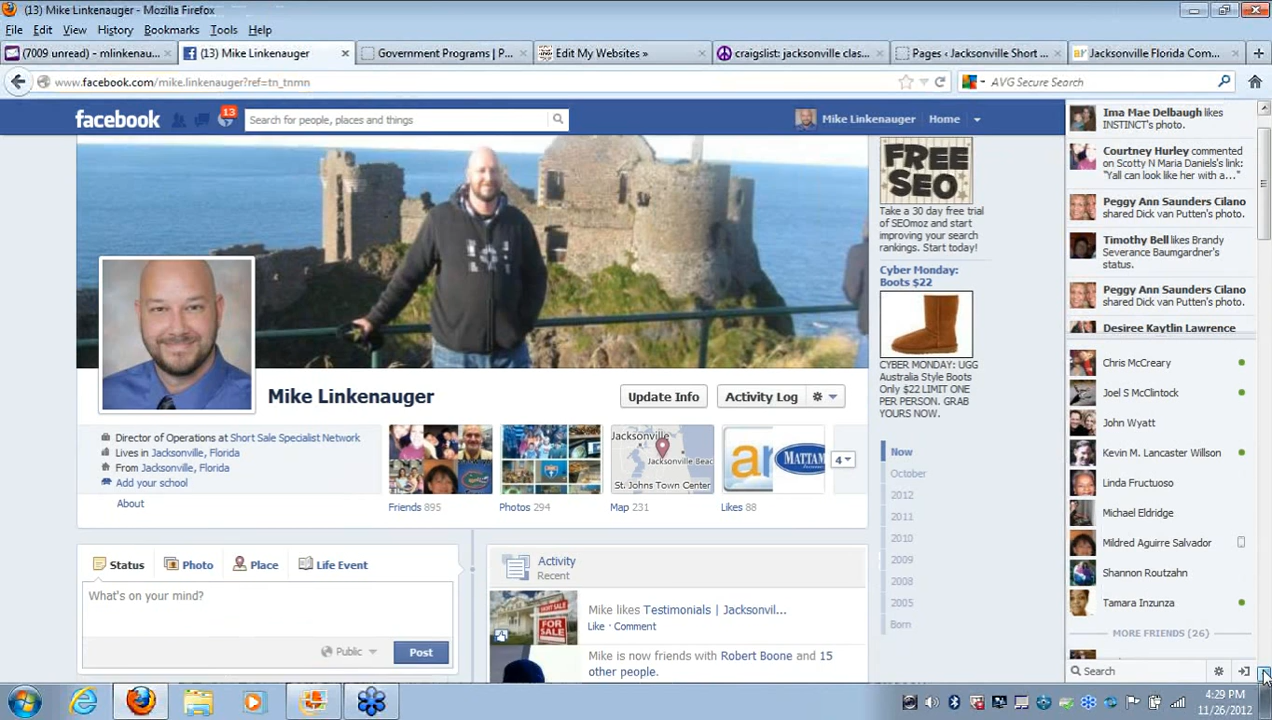 (13) Mike Linkenauger - Mozilla Firefox
File Edit View History Bookmarks Tools Help
(7009 unread) - mlinkenau...
(13) Mike Linkenauger
Government Programs | P...
Edit My Websites »
craigslist: jacksonville clas...
Pages ‹ Jacksonville Short ...
Jacksonville Florida Com...
www.facebook.com/mike.linkenauger?ref=tn_tnmn
AVG Secure Search
facebook
13
Search for people, places and things
Mike Linkenauger
Home
FREE
SEO
Take a 30 day free trial
of SEOmoz and start
improving your search
rankings. Start today!
Cyber Monday:
Boots $22
CYBER MONDAY: UGG
Australia Style Boots
Only $22 LIMIT ONE
PER PERSON. GRAB
YOURS NOW.
Mike Linkenauger
Update Info
Activity Log
Director of Operations at Short Sale Specialist Network
Lives in Jacksonville, Florida
From Jacksonville, Florida
Add your school
About
Jacksonville
Jacksonville Beac
St. Johns Town Center
ar
MATTAM
4
Friends 895
Photos 294
Map 231
Likes 88
Now
October
2012
2011
2010
2009
2008
2005
Born
Status
Photo
Place
Life Event
What's on your mind?
Public
Post
Activity
Recent
FOR
SALE
Mike likes Testimonials | Jacksonvil...
Like · Comment
Mike is now friends with Robert Boone and 15
other people.
Ima Mae Delbaugh likes
INSTINCT's photo.
Courtney Hurley commented
on Scotty N Maria Daniels's link:
"Yall can look like her with a..."
Peggy Ann Saunders Cilano
shared Dick van Putten's photo.
Timothy Bell likes Brandy
Severance Baumgardner's
status.
Peggy Ann Saunders Cilano
shared Dick van Putten's photo.
Desiree Kaytlin Lawrence
Chris McCreary
Joel S McClintock
John Wyatt
Kevin M. Lancaster Wilson
Linda Fructuoso
Michael Eldridge
Mildred Aguirre Salvador
Shannon Routzahn
Tamara Inzunza
MORE FRIENDS (26)
Search
4:29 PM
11/26/2012